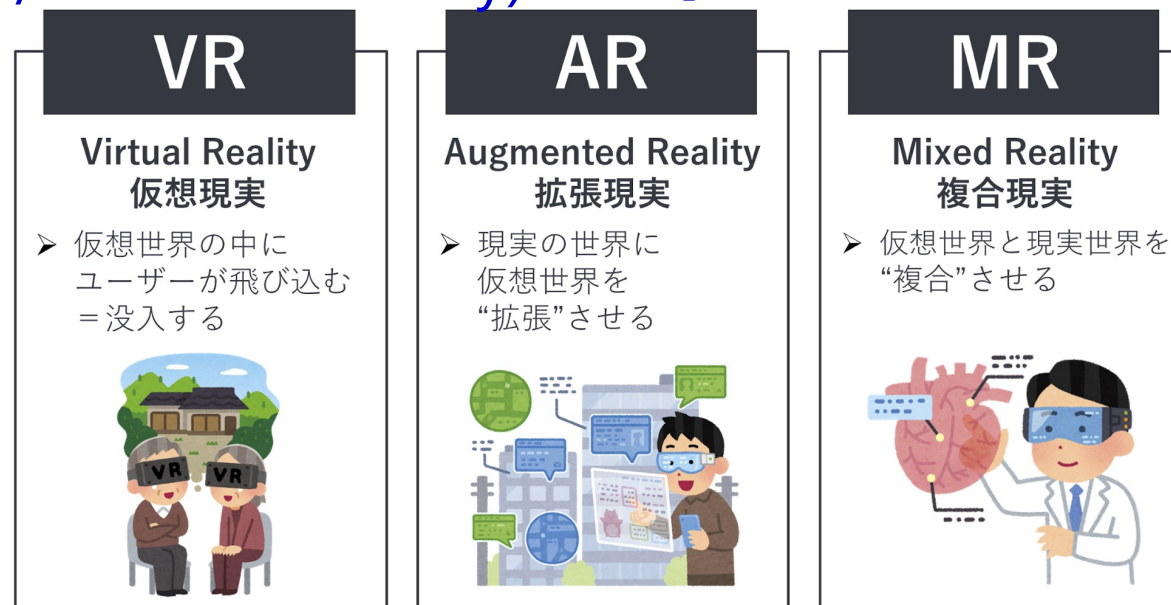 VR
Virtual Reality
仮想現実
➢ 仮想世界の中に
ユーザーが飛び込む
＝没入する
VR
VR
AR
Augmented Reality
拡張現実
➢ 現実の世界に
仮想世界を
“拡張”させる
MR
Mixed Reality
複合現実
➢ 仮想世界と現実世界を
“複合”させる